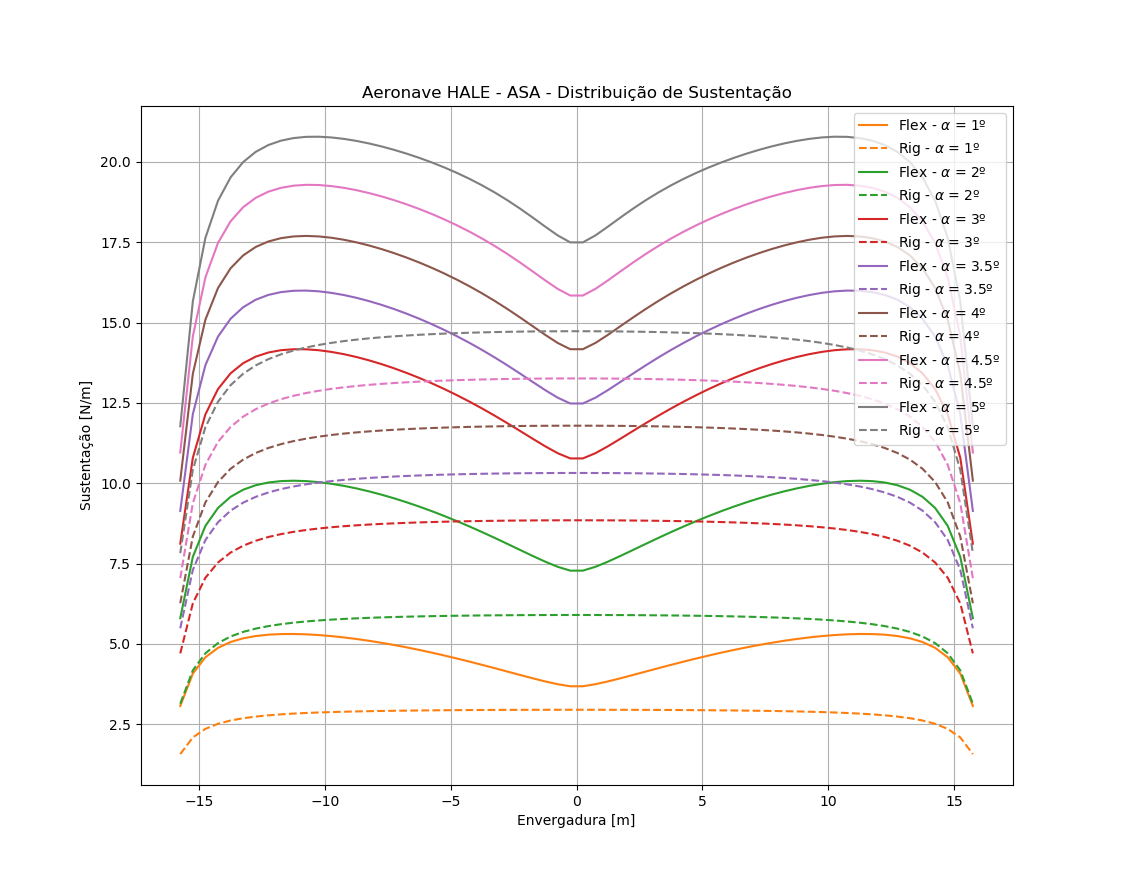 Aeronave HALE - ASA - Distribuição de Sustentação
Sustentação [N/m]
20.0
17.5
15.0
12.5
10.0
7.5
5.0
2.5
Flex - α = 1º
Rig - α = 1º
Flex - α = 2º
Rig - α = 2º
Flex - α = 3º
Rig - α = 3º
Flex - α = 3.5º
Rig - α = 3.5º
Flex - α = 4º
Rig - α = 4º
Flex - α = 4.5º
Rig - α = 4.5º
Flex - α = 5º
Rig - α = 5º
−15 −10 −5 0 5 10 15
Envergadura [m]